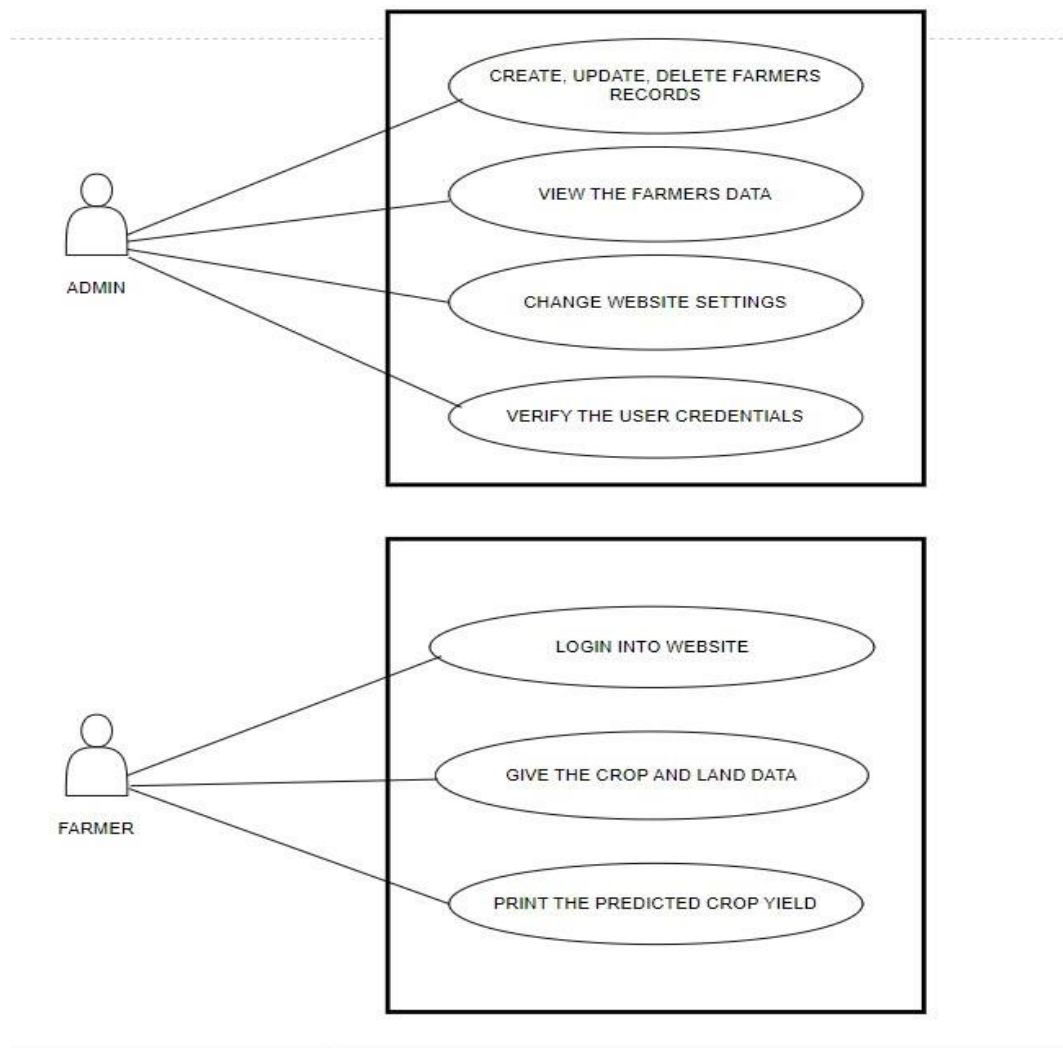 CREATE, UPDATE, DELETE FARMERS
RECORDS
VIEW THE FARMERS DATA
ADMIN
CHANGE WEBSITE SETTINGS
VERIFY THE USER CREDENTIALS
LOGIN INTO WEBSITE
GIVE THE CROP AND LAND DATA
FARMER
PRINT THE PREDICTED CROP YIELD